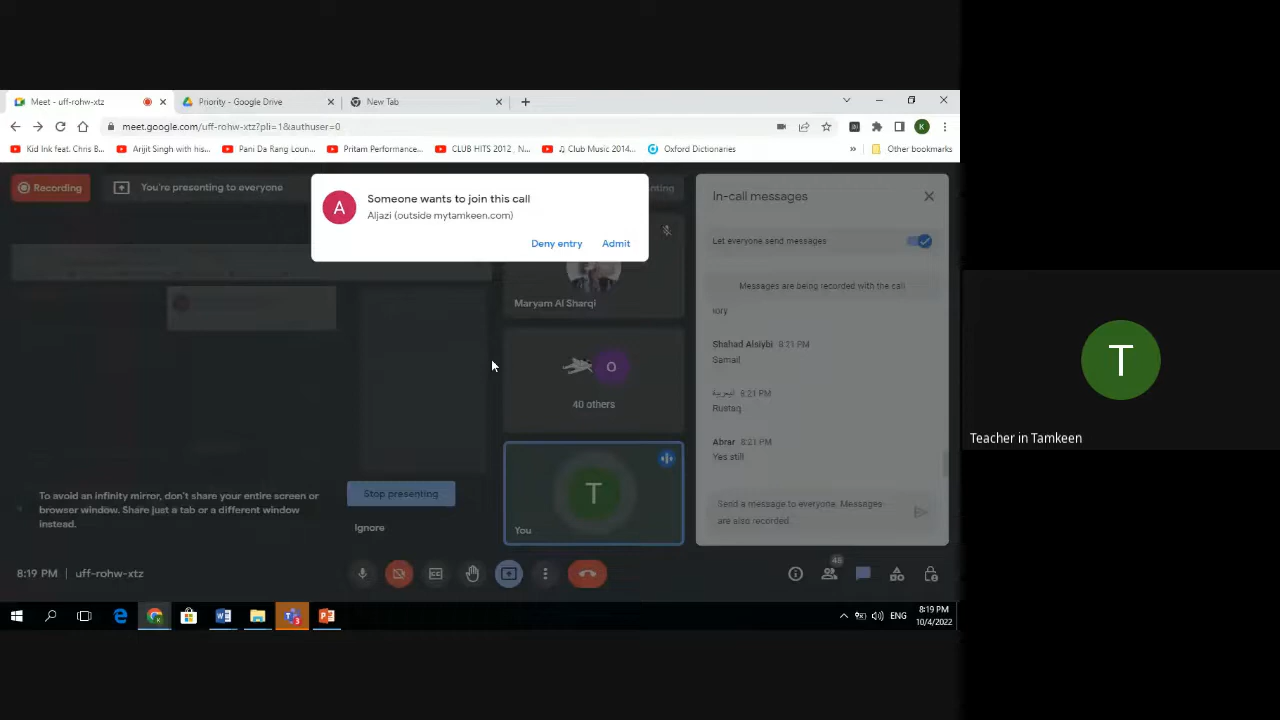 Meet - uff-rohw-xtz
Priority - Google Drive
New Tab
meet.google.com/uff-rohw-xtz?pli=1&authuser=0
K
Kid Ink feat. Chris B...
Arijit Singh with his...
Pani Da Rang Loun...
Pritam Performance...
CLUB HITS 2012 , N...
♫ Club Music 2014...
Oxford Dictionaries
»
Other bookmarks
Recording
You're presenting to everyone
A
Someone wants to join this call
Aljazi (outside mytamkeen.com)
Deny entry
Admit
Maryam Al Sharqi
O
40 others
T
You
To avoid an infinity mirror, don't share your entire screen or
browser window. Share just a tab or a different window
instead.
Stop presenting
Ignore
In-call messages
Let everyone send messages
Messages are being recorded with the call
Shahad Alsiybi 8:21 PM
Samail
8:21 PM
Rustaq
Abrar 8:21 PM
Yes still
Send a message to everyone. Messages
are also recorded.
8:19 PM | uff-rohw-xtz
48
ENG
8:19 PM
10/4/2022
T
Teacher in Tamkeen